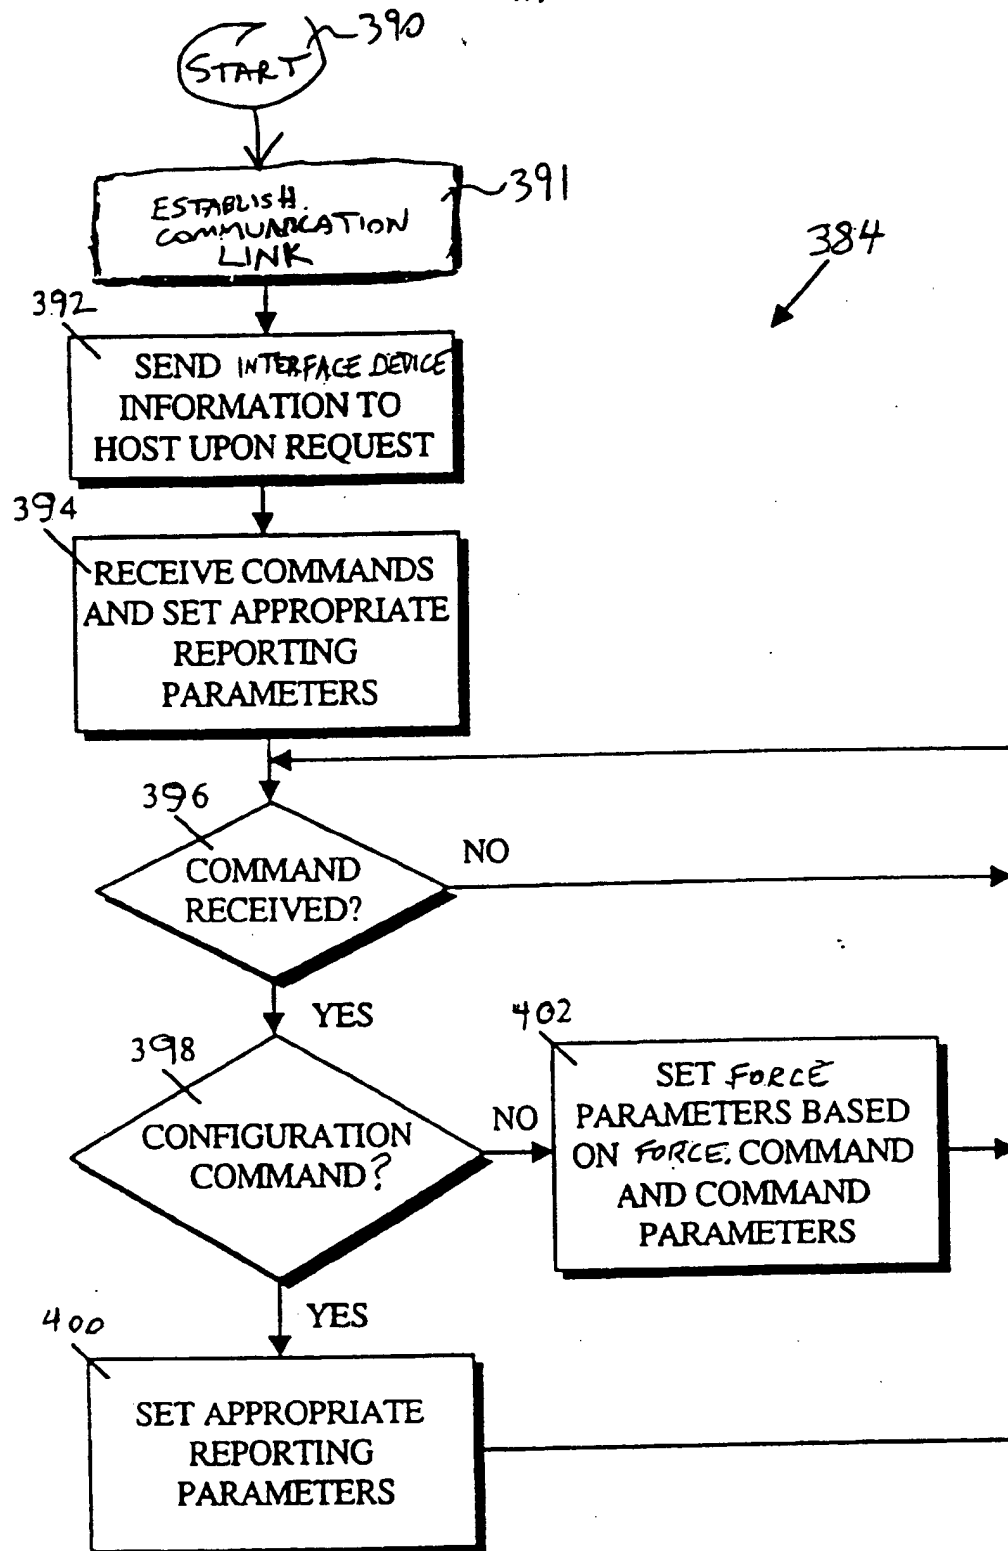 390
START
391
ESTABLISH.
COMMUNICATION
LINK
384
392
SEND INTERFACE DEVICE
INFORMATION TO
HOST UPON REQUEST
394
RECEIVE COMMANDS
AND SET APPROPRIATE
REPORTING
PARAMETERS
396
COMMAND
RECEIVED?
NO
YES
398
CONFIGURATION
COMMAND?
NO
402
SET FORCE
PARAMETERS BASED
ON FORCE. COMMAND
AND COMMAND
PARAMETERS
YES
400
SET APPROPRIATE
REPORTING
PARAMETERS